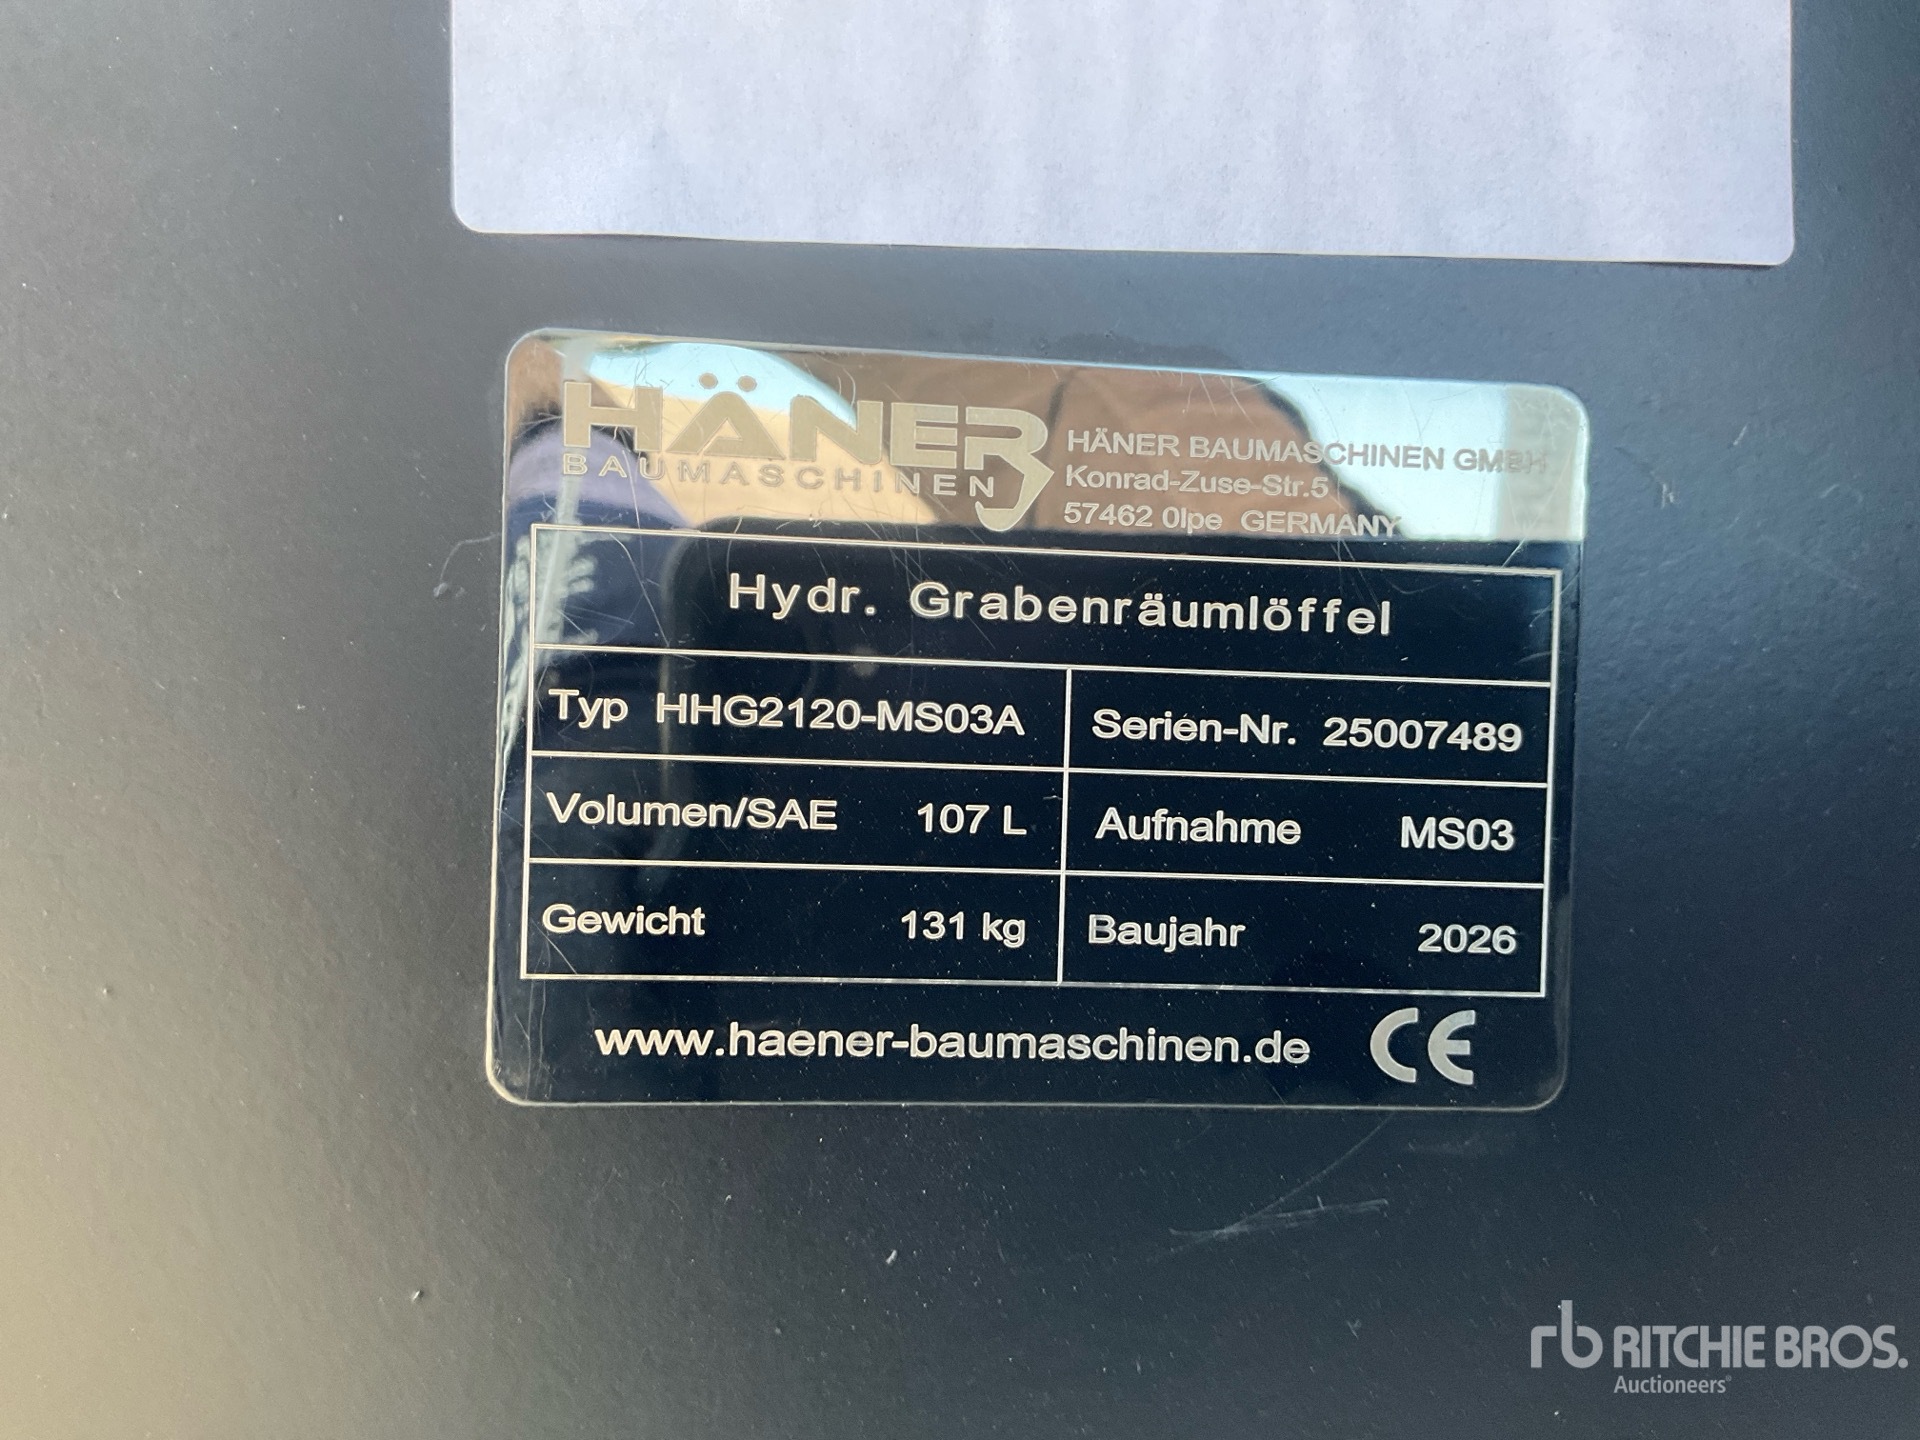 HÄNER
BAUMASCHINEN
HÄNER BAUMASCHINEN GMBH
Konrad-Zuse-Str.5
57462 Olpe GERMANY
Hydr. Grabenräumlöffel
Typ HHG2120-MS03A
Serien-Nr. 25007489
Volumen/SAE 107 L
Aufnahme MS03
Gewicht 131 kg
Baujahr 2026
www.haener-baumaschinen.de CE
rb RITCHIE BROS.
Auctioneers®